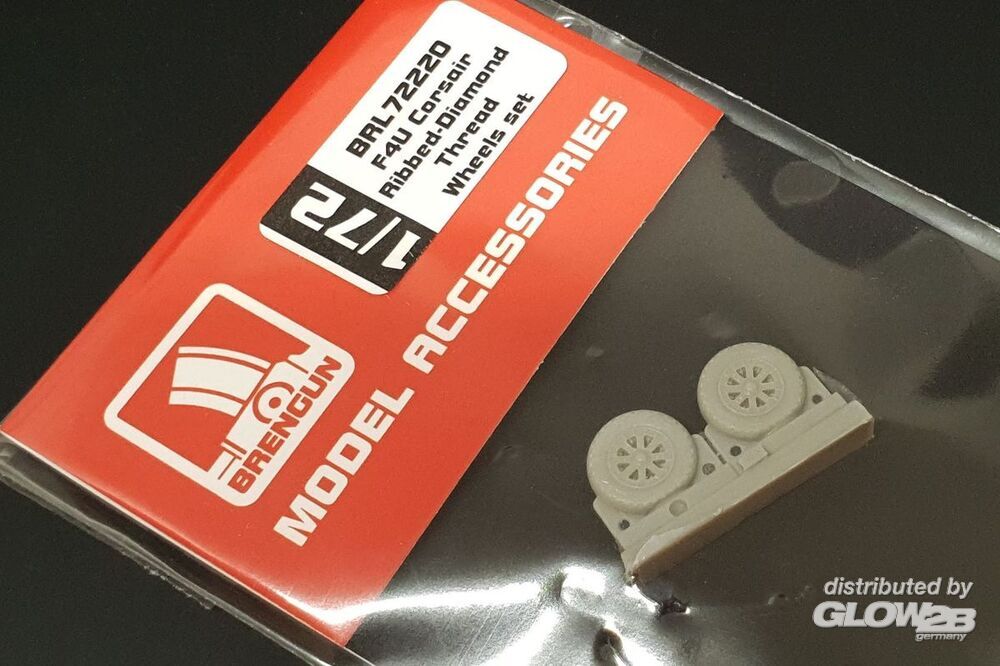 BRL72220
F4U Corsair
Ribbed-Diamond
Thread
Wheels set
1/72
BRENGUN
MODEL ACCESSORIES
distributed by
GLOW2B
germany